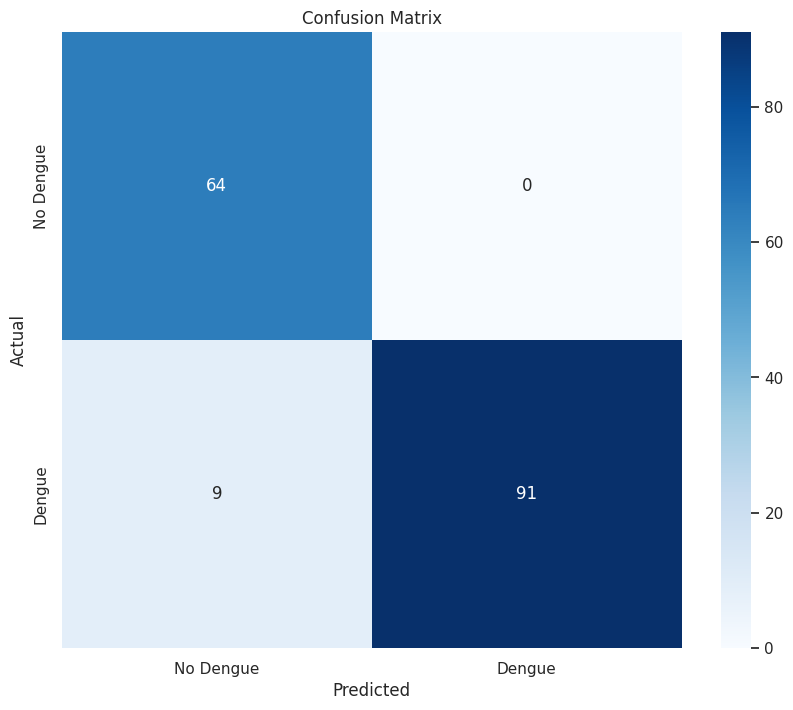 Confusion Matrix
No Dengue
Dengue
Actual
64
0
9
91
No Dengue
Dengue
Predicted
80
60
40
20
0